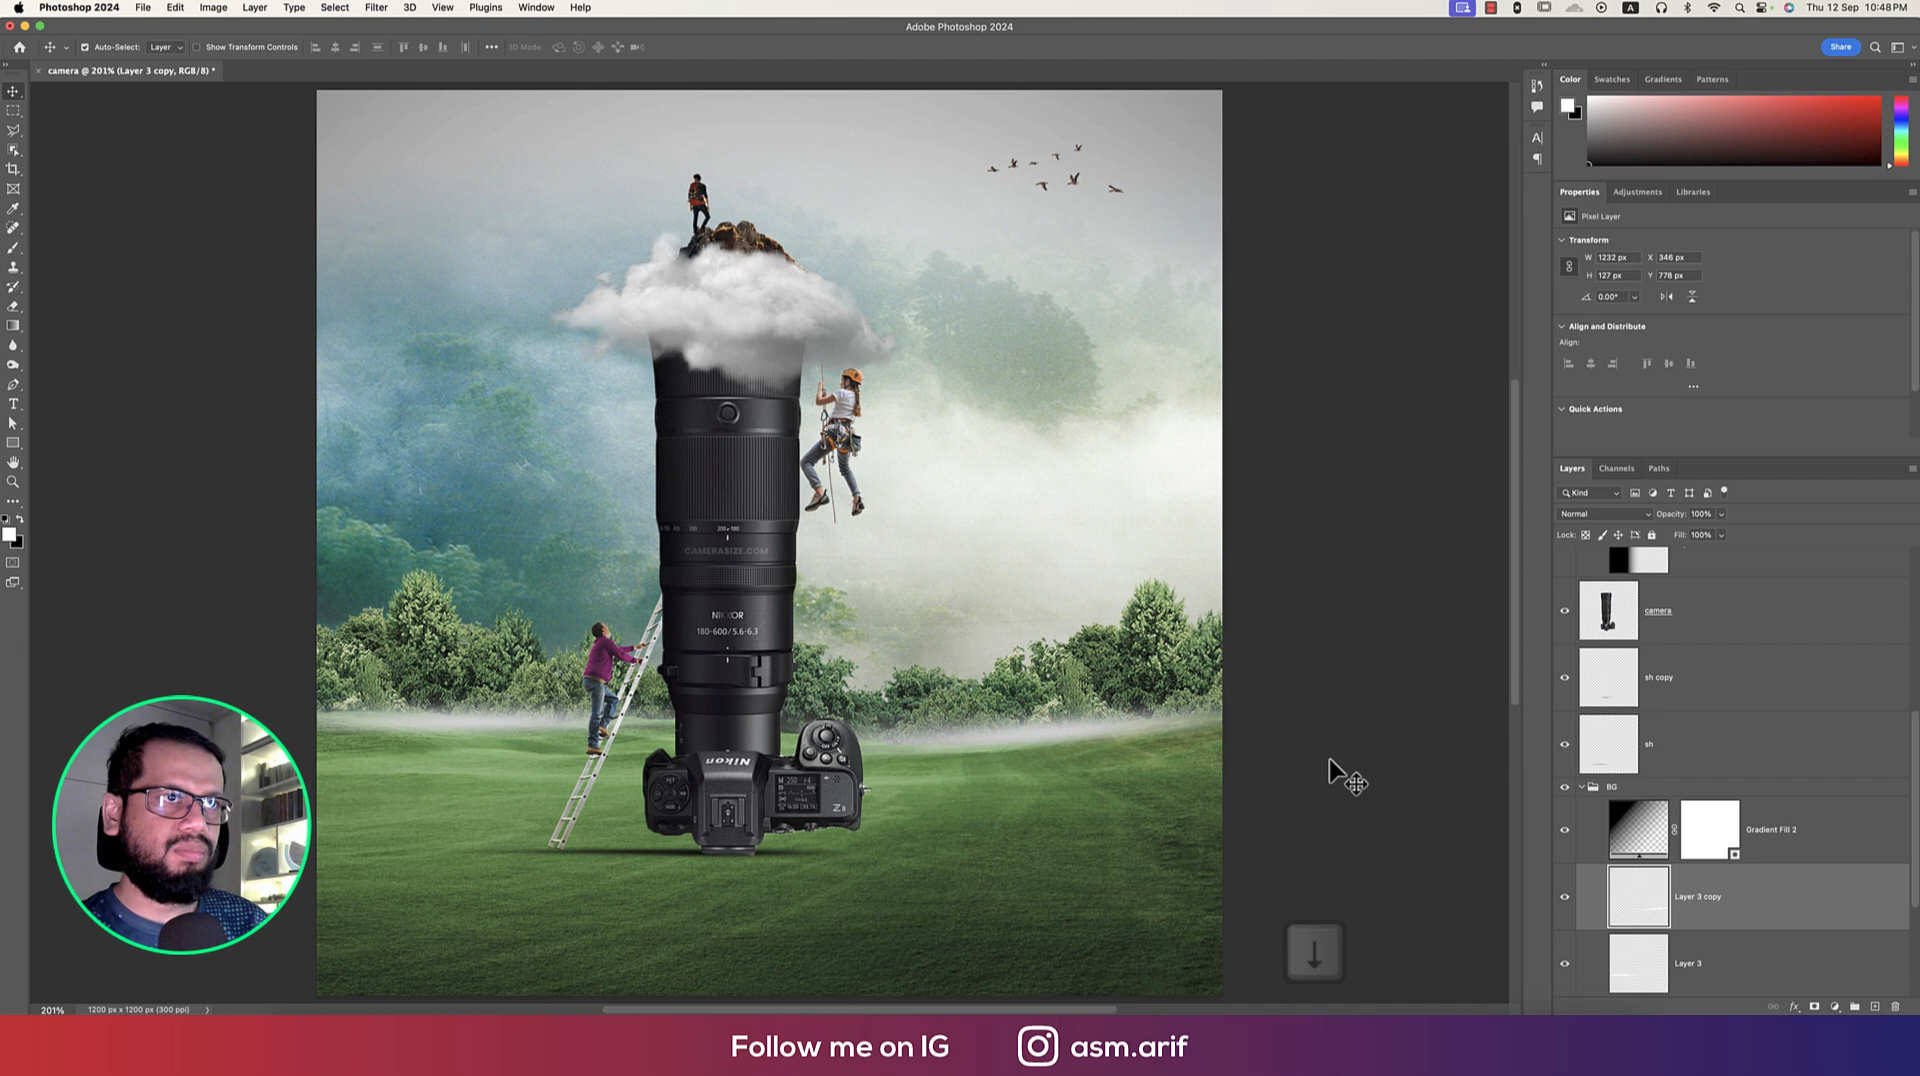 Photoshop 2024 File Edit Image Layer Type Select Filter 3D View Plugins Window Help
A Thu 12 Sep 10:48 PM
Adobe Photoshop 2024
Auto-Select: Layer Show Transform Controls
3D Mode:
Share
camera @ 201% (Layer 3 copy, RGB/8) *
Color Swatches Gradients Patterns
Properties Adjustments Libraries
Pixel Layer
Transform
W 1232 px X 346 px
H 127 px Y 778 px
0.00°
Align and Distribute
Align:
Quick Actions
Layers Channels Paths
Kind
Normal Opacity: 100%
Lock: Fill: 100%
camera
sh copy
sh
BG
Gradient Fill 2
Layer 3 copy
Layer 3
CAMERASIZE.COM
NIKKOR
180-600/5.6-6.3
Nikon
201% 1200 px x 1200 px (300 ppi)
Follow me on IG
asm.arif